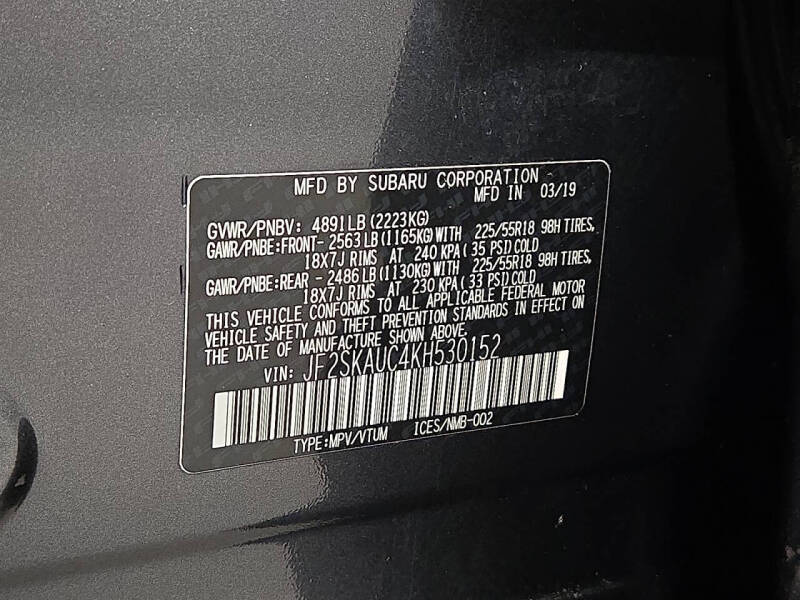 MFD BY SUBARU CORPORATION
MFD IN 03/19
GVWR/PNBV: 4891LB(2223KG)
GAWR/PNBE:FRONT- 2563LB(1165KG)WITH 225/55R18 98H TIRES,
18X7J RIMS AT 240 KPA(35 PSI)COLD
GAWR/PNBE:REAR - 2486LB(1130KG)WITH 225/55R18 98H TIRES,
18X7J RIMS AT 230 KPA(33 PSI)COLD
THIS VEHICLE CONFORMS TO ALL APPLICABLE FEDERAL MOTOR
VEHICLE SAFETY AND THEFT PREVENTION STANDARDS IN EFFECT ON
THE DATE OF MANUFACTURE SHOWN ABOVE.
VIN: JF2SKAUC4KH530152
TYPE:MPV/VTUM ICES/NMB-002